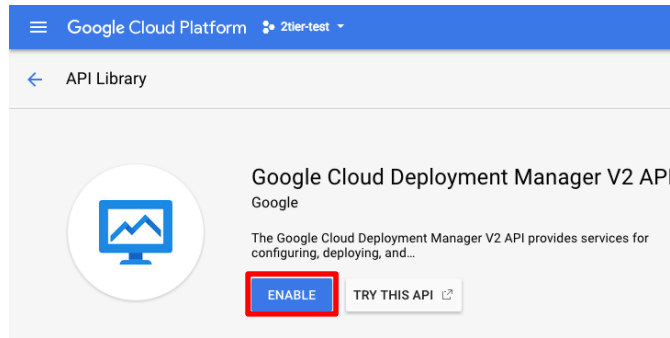 Google Cloud Platform 2tier-test
API Library
Google Cloud Deployment Manager V2 API
Google
The Google Cloud Deployment Manager V2 API provides services for
configuring, deploying, and...
ENABLE TRY THIS API